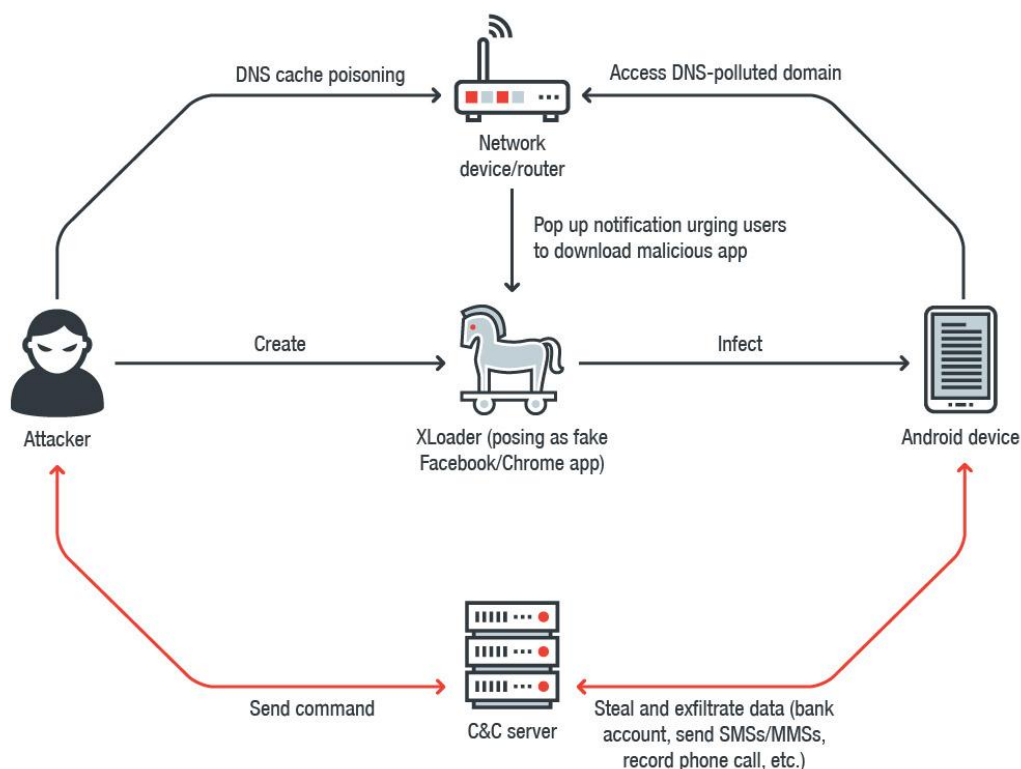 DNS cache poisoning
Access DNS-polluted domain
Network
device/router
Pop up notification urging users
to download malicious app
Create
Infect
Attacker
XLoader (posing as fake
Facebook/Chrome app)
Android device
Send command
C&C server
Steal and exfiltrate data (bank
account, send SMSs/MMSs,
record phone call, etc.)